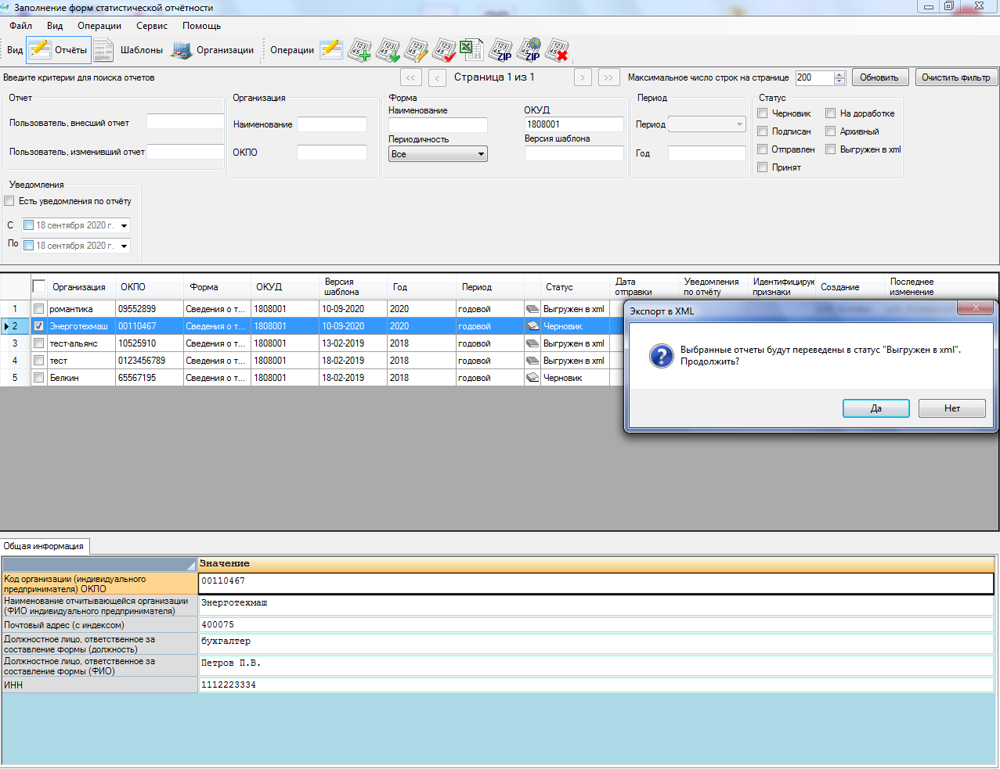 Заполнение форм статистической отчётности
Файл Вид Операции Сервис Помощь
Вид Отчёты Шаблоны Организации Операции
Введите критерии для поиска отчетов << < Страница 1 из 1 > >> Максимальное число строк на странице 200 Обновить Очистить фильтр
Отчет
Пользователь, внесший отчет
Пользователь, изменивший отчет
Организация
Наименование
ОКПО
Форма
Наименование ОКУД
1808001
Периодичность Версия шаблона
Все
Период
Период
Год
Статус
Черновик На доработке
Подписан Архивный
Отправлен Выгружен в xml
Принят
Уведомления
Есть уведомления по отчёту
С 18 сентября 2020 г.
По 18 сентября 2020 г.
Организация ОКПО Форма ОКУД Версия шаблона Год Период Статус Дата отправки Уведомления по отчёту Идентифицирук признаки Создание Последнее изменение
1 романтика 09552899 Сведения о т... 1808001 10-09-2020 2020 годовой Выгружен в xml
2 Энерготехмаш 00110467 Сведения о т... 1808001 10-09-2020 2020 годовой Черновик
3 тест-альянс 10525910 Сведения о т... 1808001 13-02-2019 2018 годовой Выгружен в xml
4 тест 0123456789 Сведения о т... 1808001 18-02-2019 2018 годовой Выгружен в xml
5 Белкин 65567195 Сведения о т... 1808001 18-02-2019 2018 годовой Черновик
Экспорт в XML
Выбранные отчеты будут переведены в статус "Выгружен в xml".
Продолжить?
Да Нет
Общая информация
Значение
Код организации (индивидуального
предпринимателя) ОКПО
00110467
Наименование отчитывающейся организации
(ФИО индивидуального предпринимателя)
Энерготехмаш
Почтовый адрес (с индексом) 400075
Должностное лицо, ответственное за
составление формы (должность)
бухгалтер
Должностное лицо, ответственное за
составление формы (ФИО)
Петров П.В.
ИНН 1112223334